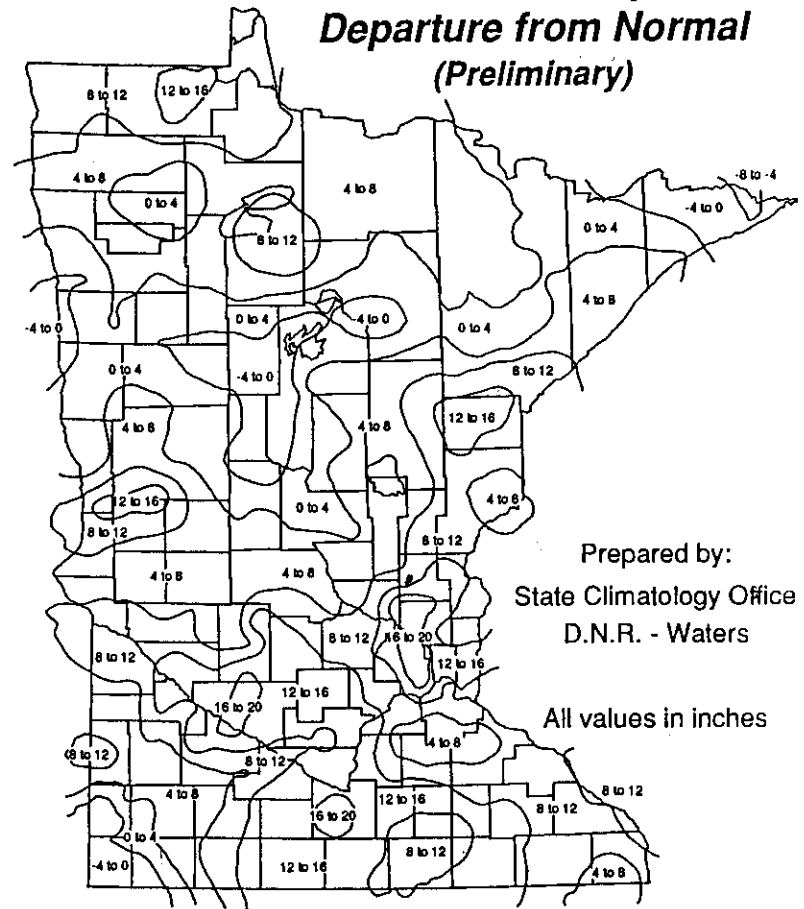 Departure from Normal
(Preliminary)
8 to 12
12 to 16
4 to 8
0 to 4
4 to 8
8 to 12
-8 to -4
-4 to 0
0 to 4
4 to 8
-4 to 0
0 to 4
-4 to 0
0 to 4
0 to 4
-4 to 0
8 to 12
4 to 8
4 to 8
12 to 16
12 to 16
0 to 4
4 to 8
8 to 12
8 to 12
4 to 8
4 to 8
Prepared by:
State Climatology Office
D.N.R. - Waters
8 to 12
8 to 12
16 to 20
12 to 16
16 to 20
12 to 16
All values in inches
8 to 12
8 to 12
4 to 8
4 to 8
12 to 16
8 to 12
8 to 12
16 to 20
0 to 4
8 to 12
-4 to 0
12 to 16
4 to 8